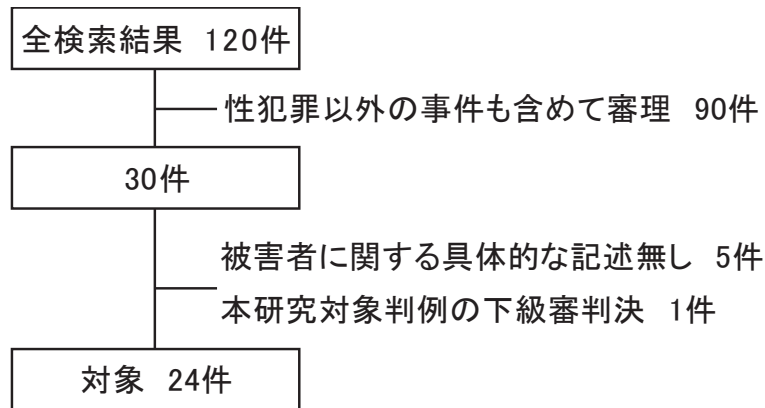 全検索結果 120件
性犯罪以外の事件も含めて審理 90件
30件
被害者に関する具体的な記述無し 5件
本研究対象判例の下級審判決 1件
対象 24件